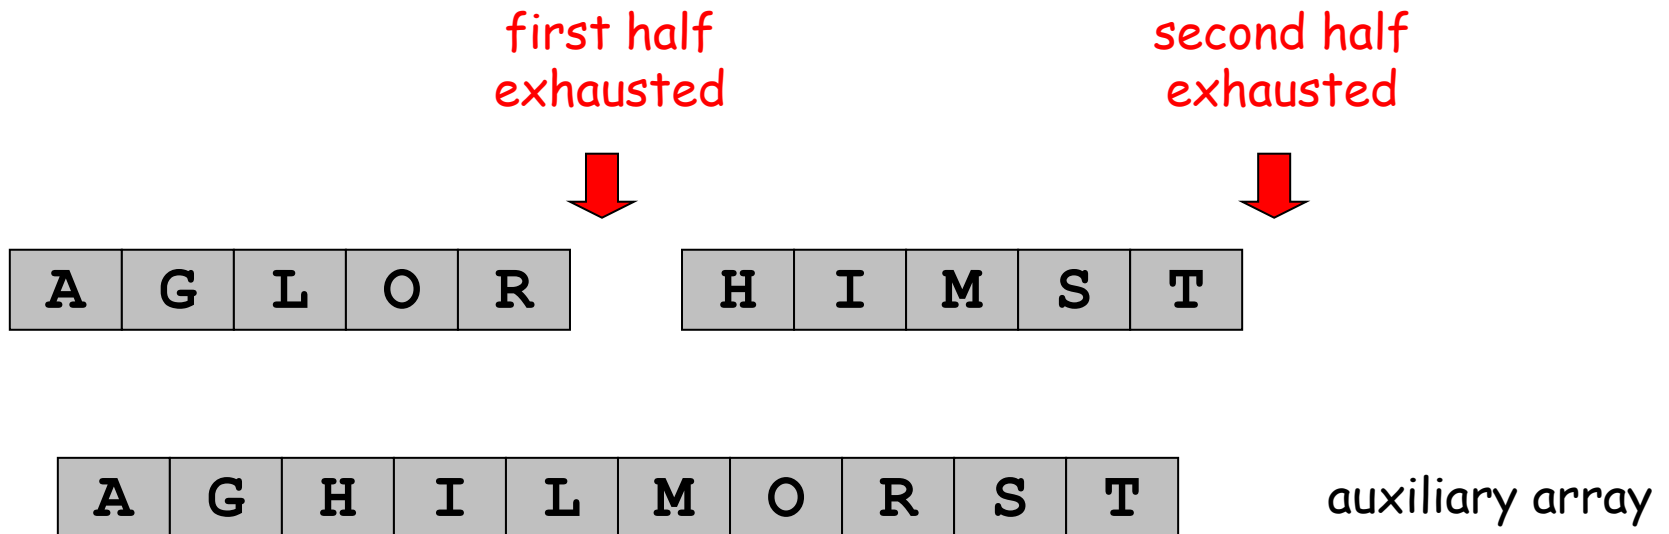 first half
exhausted
second half
exhausted
A G L O R
H I M S T
A G H I L M O R S T
auxiliary array